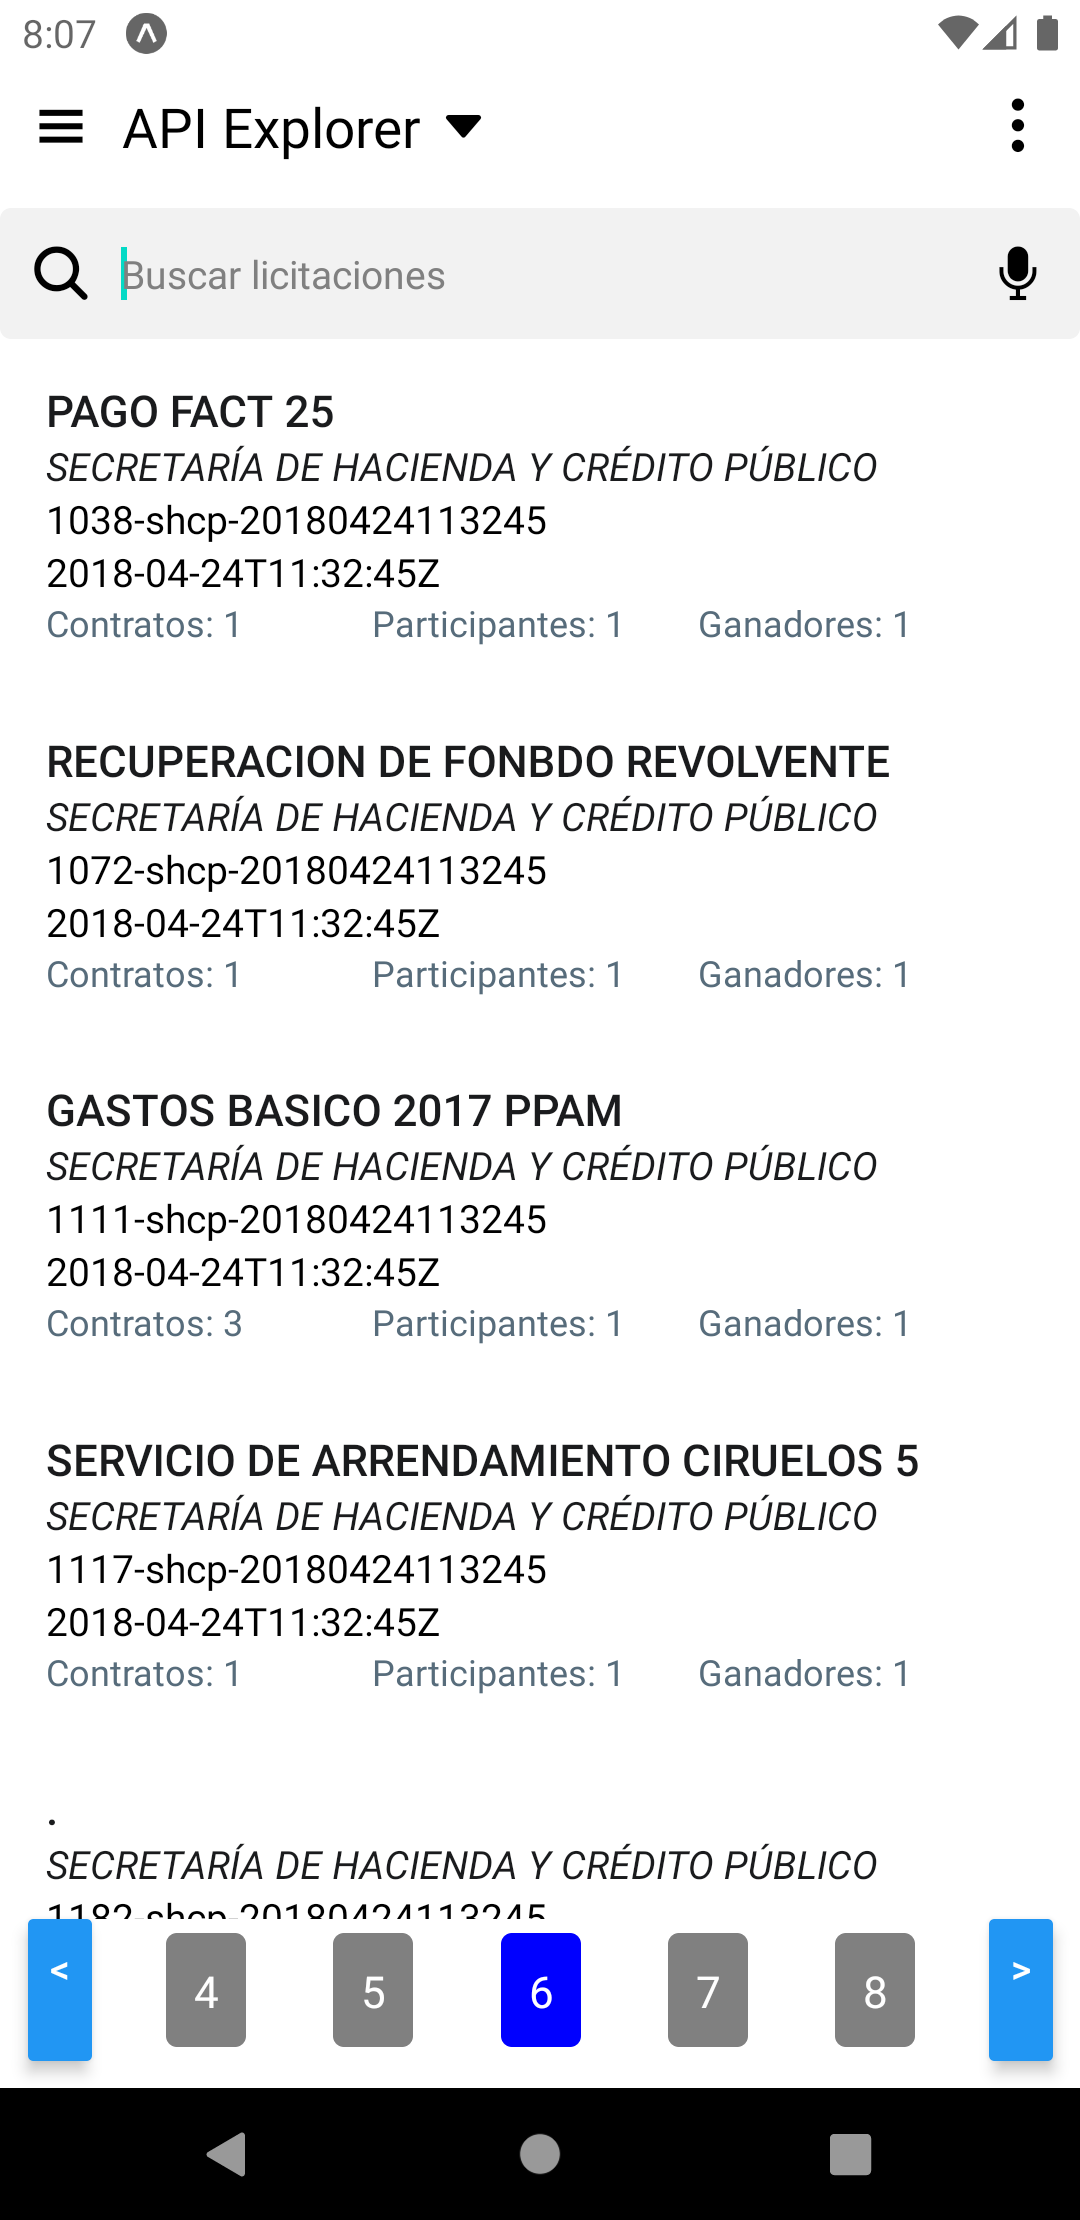 8:07
API Explorer
Buscar licitaciones
PAGO FACT 25
SECRETARÍA DE HACIENDA Y CRÉDITO PÚBLICO
1038-shcp-20180424113245
2018-04-24T11:32:45Z
Contratos: 1 Participantes: 1 Ganadores: 1
RECUPERACION DE FONBDO REVOLVENTE
SECRETARÍA DE HACIENDA Y CRÉDITO PÚBLICO
1072-shcp-20180424113245
2018-04-24T11:32:45Z
Contratos: 1 Participantes: 1 Ganadores: 1
GASTOS BASICO 2017 PPAM
SECRETARÍA DE HACIENDA Y CRÉDITO PÚBLICO
1111-shcp-20180424113245
2018-04-24T11:32:45Z
Contratos: 3 Participantes: 1 Ganadores: 1
SERVICIO DE ARRENDAMIENTO CIRUELOS 5
SECRETARÍA DE HACIENDA Y CRÉDITO PÚBLICO
1117-shcp-20180424113245
2018-04-24T11:32:45Z
Contratos: 1 Participantes: 1 Ganadores: 1
.
SECRETARÍA DE HACIENDA Y CRÉDITO PÚBLICO
1182-shcp-20180424113245
< 4 5 6 7 8 >